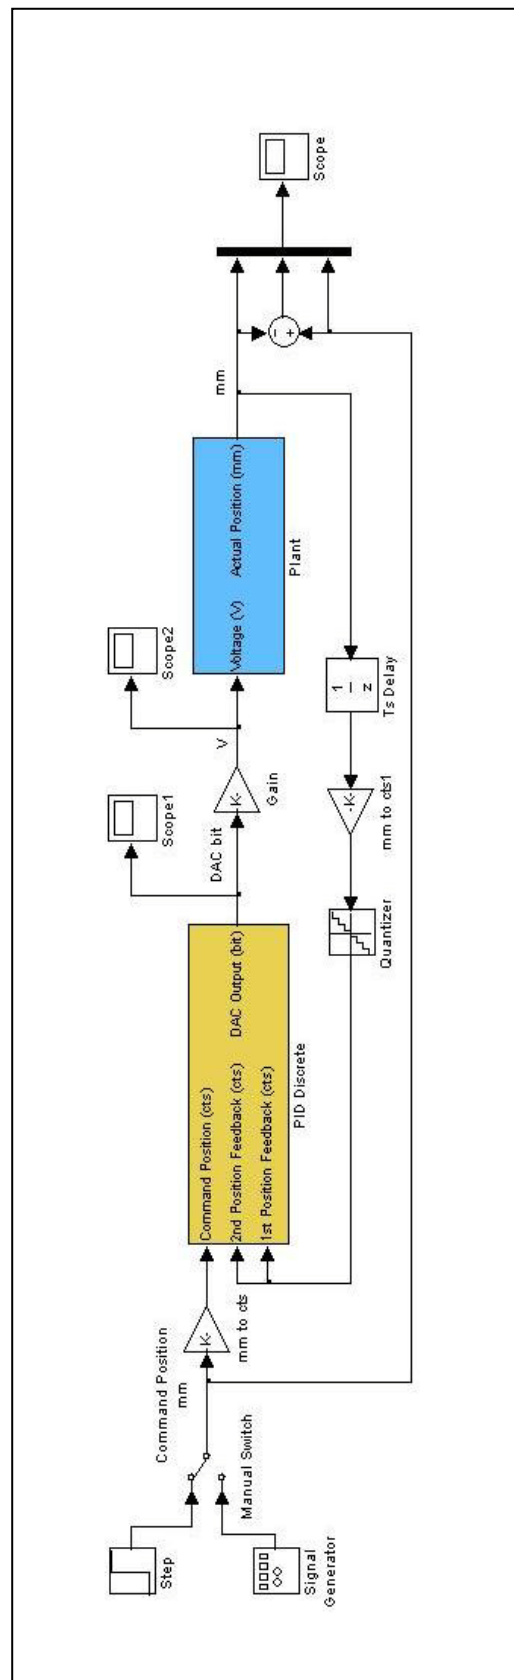 Step
Signal
Generator
Manual Switch
Command Position
mm
-K-
mm to cts
Command Position (cts)
2nd Position Feedback (cts)
1st Position Feedback (cts)
DAC Output (bit)
PID Discrete
DAC bit
Scope1
-K-
Gain
V
Scope2
Voltage (V)
Actual Position (mm)
Plant
mm
Quantizer
-K-
mm to cts1
1
z
Ts Delay
-
+
Scope